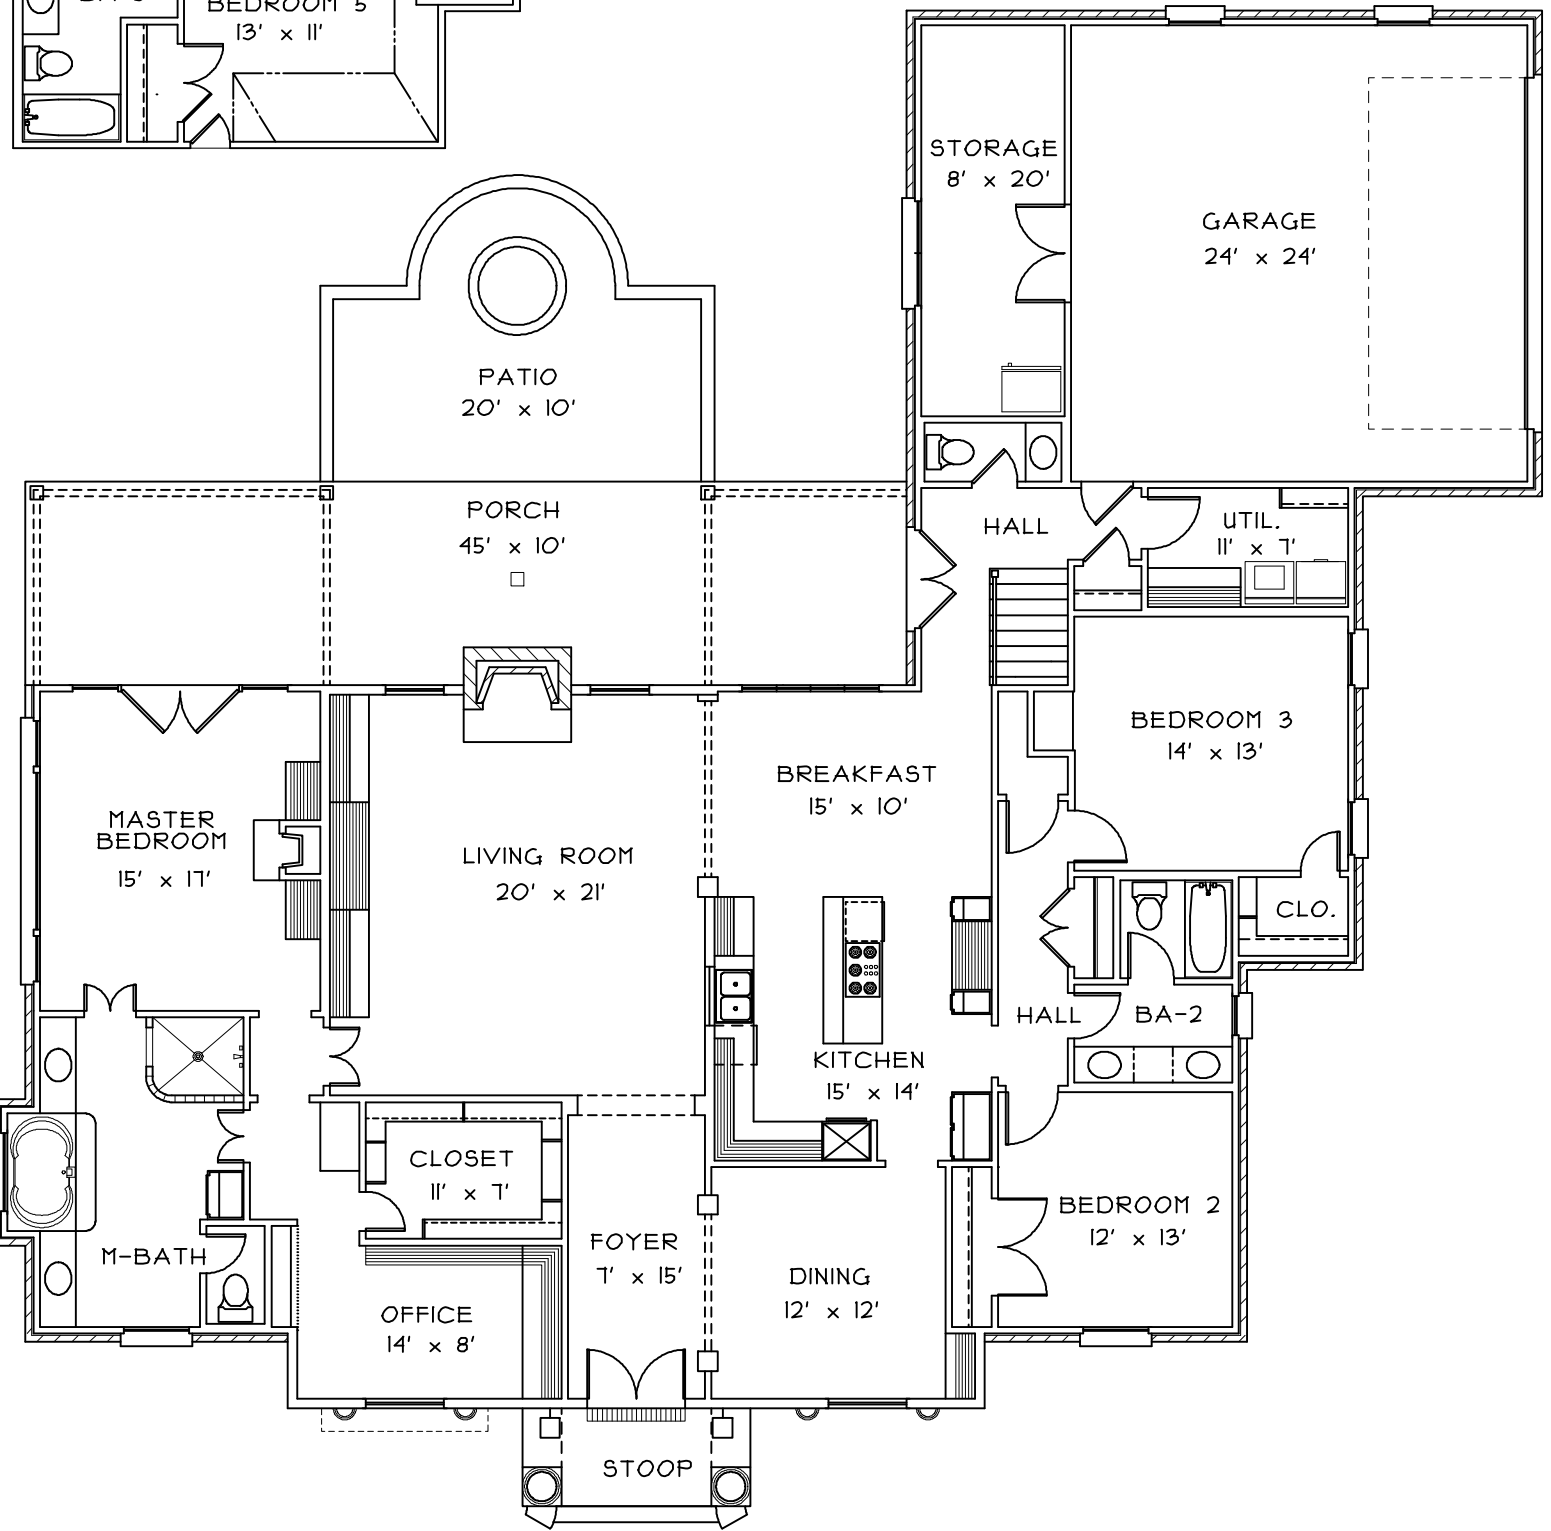 BEDROOM 5
13' x 11'
STORAGE
8' x 20'
GARAGE
24' x 24'
PATIO
20' x 10'
PORCH
45' x 10'
HALL
UTIL.
11' x 7'
BEDROOM 3
14' x 13'
BREAKFAST
15' x 10'
MASTER
BEDROOM
15' x 17'
LIVING ROOM
20' x 21'
CLO.
HALL
BA-2
KITCHEN
15' x 14'
CLOSET
11' x 7'
BEDROOM 2
12' x 13'
M-BATH
FOYER
7' x 15'
DINING
12' x 12'
OFFICE
14' x 8'
STOOP